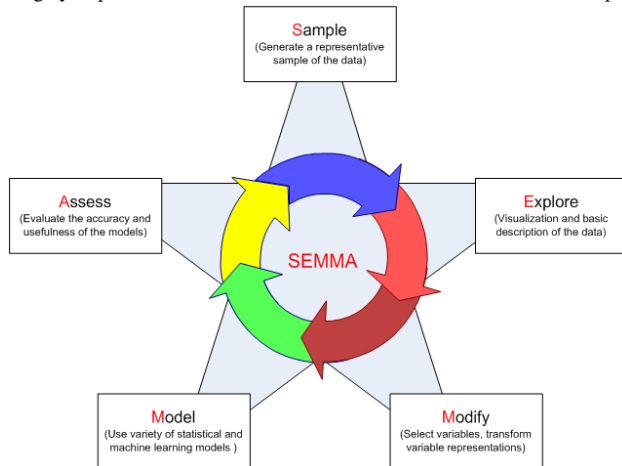 Sample
(Generate a representative
sample of the data)
Assess
(Evaluate the accuracy and
usefulness of the models)
Explore
(Visualization and basic
description of the data)
SEMMA
Model
(Use variety of statistical and
machine learning models )
Modify
(Select variables, transform
variable representations)